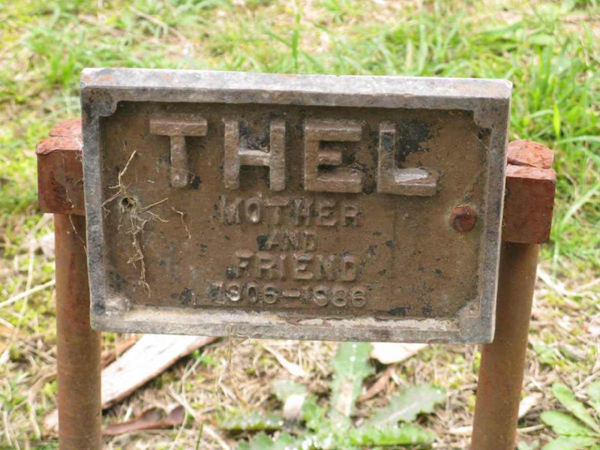 THEL
MOTHER
AND
FRIEND
1906-1986